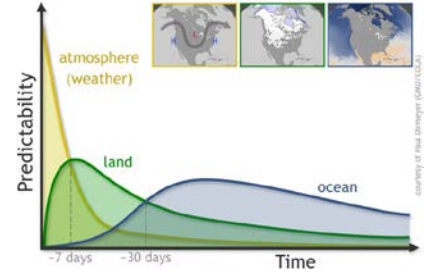 atmosphere
(weather)
L
H
H
land
ocean
Predictability
~7 days
~30 days
Time
courtesy of Paul Dirmeyer (GMU/COLA)